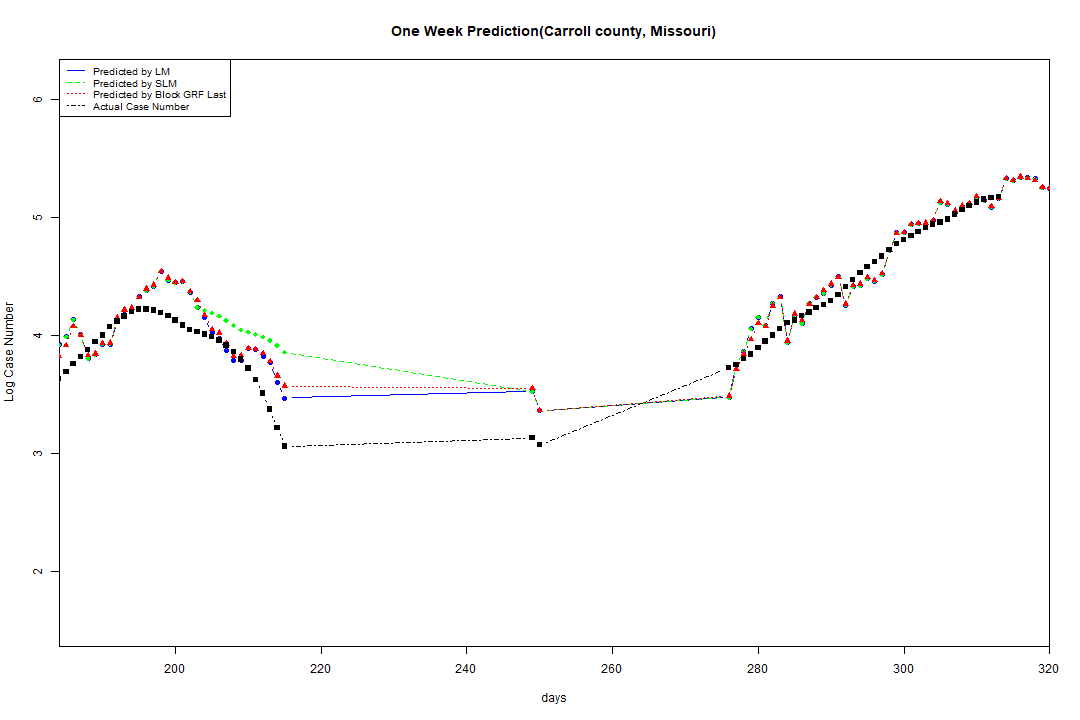 One Week Prediction(Carroll county, Missouri)
Predicted by LM
Predicted by SLM
Predicted by Block GRF Last
Actual Case Number
6
5
4
3
2
Log Case Number
200 220 240 260 280 300 320
days